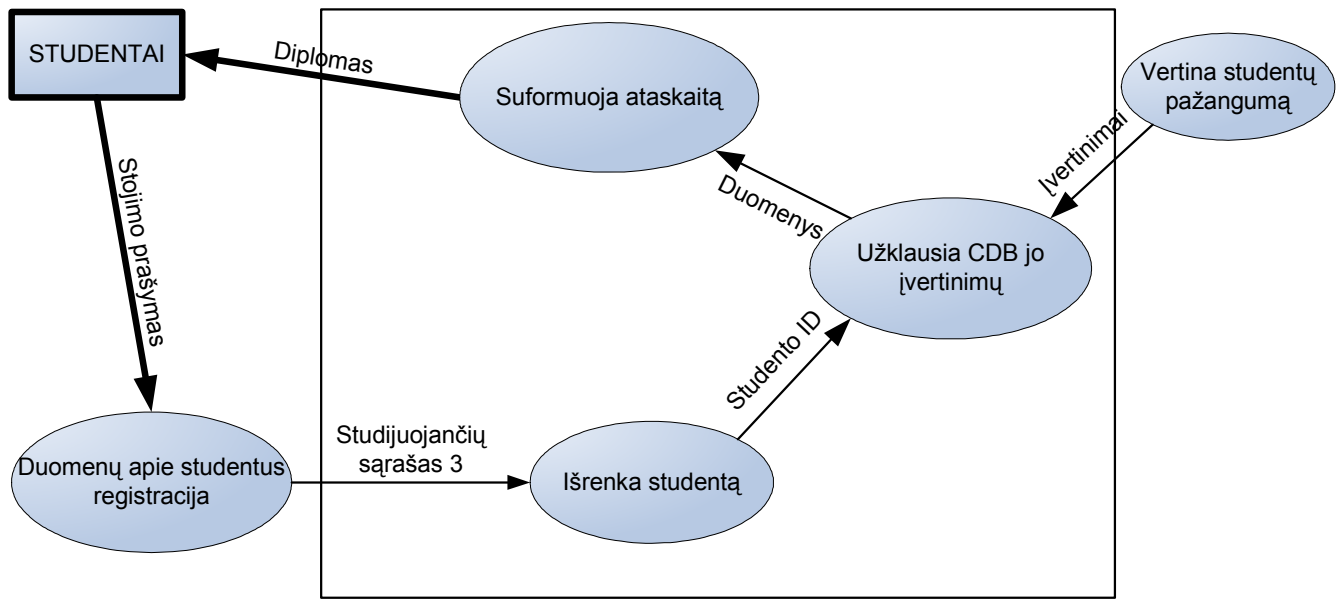 STUDENTAI
Diplomas
Suformuoja ataskaitą
Vertina studentų
pažangumą
Įvertinimai
Stojimo prašymas
Duomenys
Užklausia CDB jo
įvertinimų
Studento ID
Studijuojančių
sąrašas 3
Duomenų apie studentus
registracija
Išrenka studentą